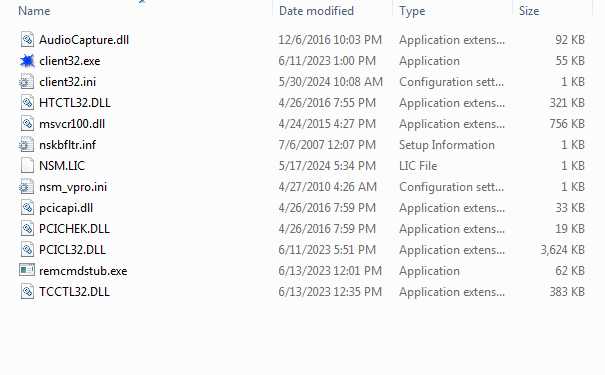 Name Date modified Type Size
AudioCapture.dll 12/6/2016 10:03 PM Application extens... 92 KB
client32.exe 6/11/2023 1:00 PM Application 55 KB
client32.ini 5/30/2024 10:08 AM Configuration sett... 1 KB
HTCTL32.DLL 4/26/2016 7:55 PM Application extens... 321 KB
msvcr100.dll 4/24/2015 4:27 PM Application extens... 756 KB
nskbfltr.inf 7/6/2007 12:07 PM Setup Information 1 KB
NSM.LIC 5/17/2024 5:34 PM LIC File 1 KB
nsm_vpro.ini 4/27/2010 4:26 AM Configuration sett... 1 KB
pcicapi.dll 4/26/2016 7:59 PM Application extens... 33 KB
PCICHEK.DLL 4/26/2016 7:59 PM Application extens... 19 KB
PCICL32.DLL 6/11/2023 5:51 PM Application extens... 3,624 KB
remcmdstub.exe 6/13/2023 12:01 PM Application 62 KB
TCCTL32.DLL 6/13/2023 12:35 PM Application extens... 383 KB